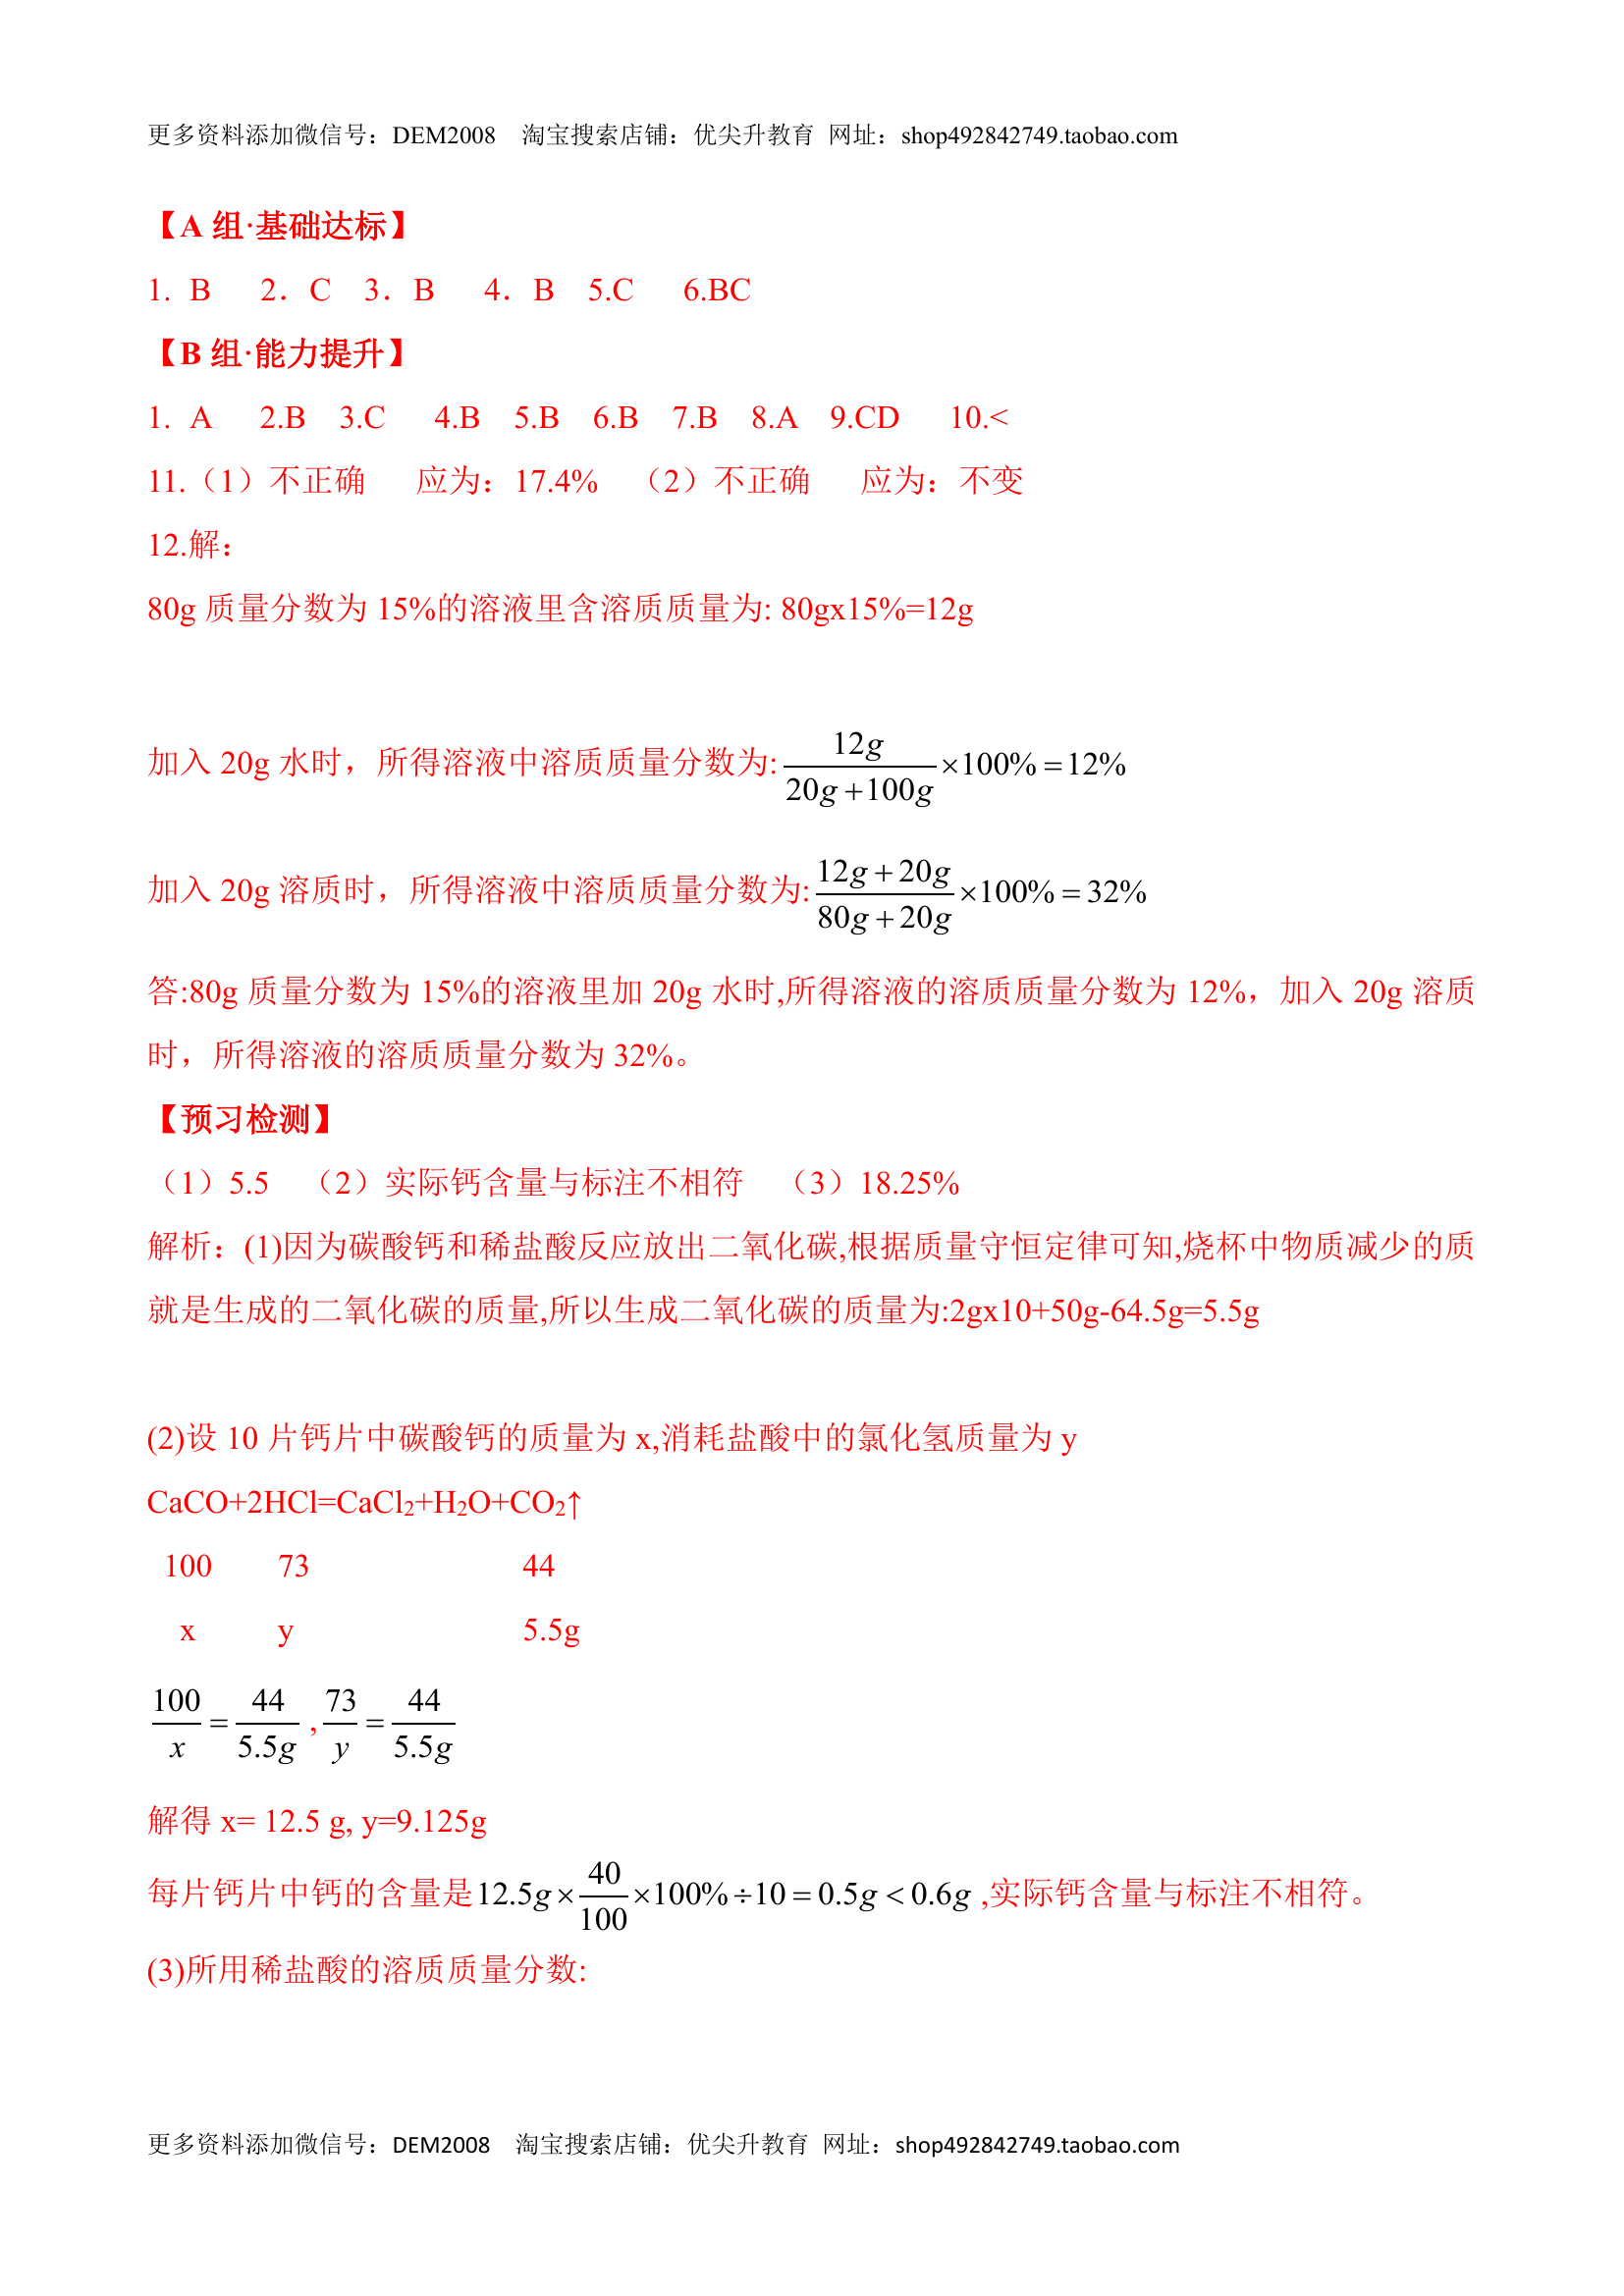 更多资料添加微信号：DEM2008 淘宝搜索店铺：优尖升教育 网址：shop492842749.taobao.com
【A 组·基础达标】
1. B 2．C 3．B 4．B 5.C 6.BC
【B 组·能力提升】
1. A 2.B 3.C 4.B 5.B 6.B 7.B 8.A 9.CD 10.<
11.（1）不正确 应为：17.4% （2）不正确 应为：不变
12.解：
80g 质量分数为 15%的溶液里含溶质质量为: 80gx15%=12g
加入 20g 水时，所得溶液中溶质质量分数为: 12g/(20g+100g)×100%=12%
加入 20g 溶质时，所得溶液中溶质质量分数为: (12g+20g)/(80g+20g)×100%=32%
答:80g 质量分数为 15%的溶液里加 20g 水时,所得溶液的溶质质量分数为 12%，加入 20g 溶质
时，所得溶液的溶质质量分数为 32%。
【预习检测】
（1）5.5 （2）实际钙含量与标注不相符 （3）18.25%
解析：(1)因为碳酸钙和稀盐酸反应放出二氧化碳,根据质量守恒定律可知,烧杯中物质减少的质
就是生成的二氧化碳的质量,所以生成二氧化碳的质量为:2gx10+50g-64.5g=5.5g
(2)设 10 片钙片中碳酸钙的质量为 x,消耗盐酸中的氯化氢质量为 y
CaCO+2HCl=CaCl₂+H₂O+CO₂↑
100 73 44
x y 5.5g
100/x=44/5.5g,73/y=44/5.5g
解得 x= 12.5 g, y=9.125g
每片钙片中钙的含量是12.5g×40/100×100%÷10=0.5g<0.6g ,实际钙含量与标注不相符。
(3)所用稀盐酸的溶质质量分数:
更多资料添加微信号：DEM2008 淘宝搜索店铺：优尖升教育 网址：shop492842749.taobao.com